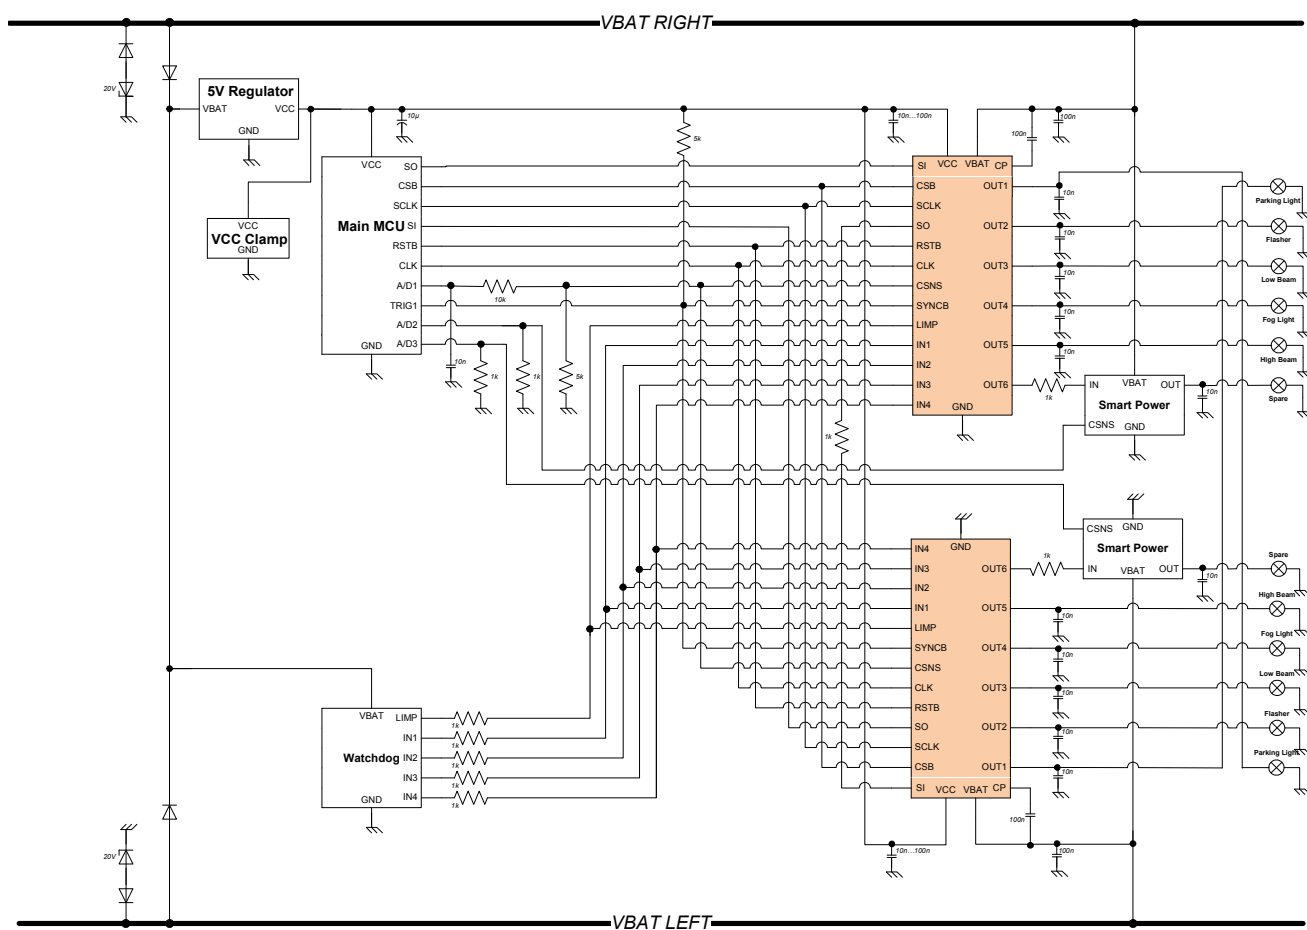 VBAT RIGHT
20V
5V Regulator
VBAT VCC
GND
10µ
5k
10n...100n
100n
100n
VCC
Main MCU
SO
CSB
SCLK
SI
RSTB
CLK
A/D1
TRIG1
A/D2
A/D3
GND
VCC
VCC Clamp
GND
10k
10n
1k
1k
5k
1k
VCC VBAT CP
SI
CSB
SCLK
SO
RSTB
CLK
CSNS
SYNCB
LIMP
IN1
IN2
IN3
IN4
GND
OUT1
OUT2
OUT3
OUT4
OUT5
OUT6
10n
10n
10n
10n
10n
1k
Parking Light
Flasher
Low Beam
Fog Light
High Beam
Spare
IN VBAT OUT
Smart Power
CSNS GND
10n
CSNS GND
Smart Power
IN VBAT OUT
10n
1k
GND
IN4
IN3
IN2
IN1
LIMP
SYNCB
CSNS
CLK
RSTB
SO
SCLK
CSB
SI
VCC VBAT CP
OUT6
OUT5
OUT4
OUT3
OUT2
OUT1
10n
10n
10n
10n
10n
Spare
High Beam
Fog Light
Low Beam
Flasher
Parking Light
VBAT
Watchdog
LIMP
IN1
IN2
IN3
IN4
GND
1k
1k
1k
1k
1k
100n
10n...100n
100n
20V
VBAT LEFT